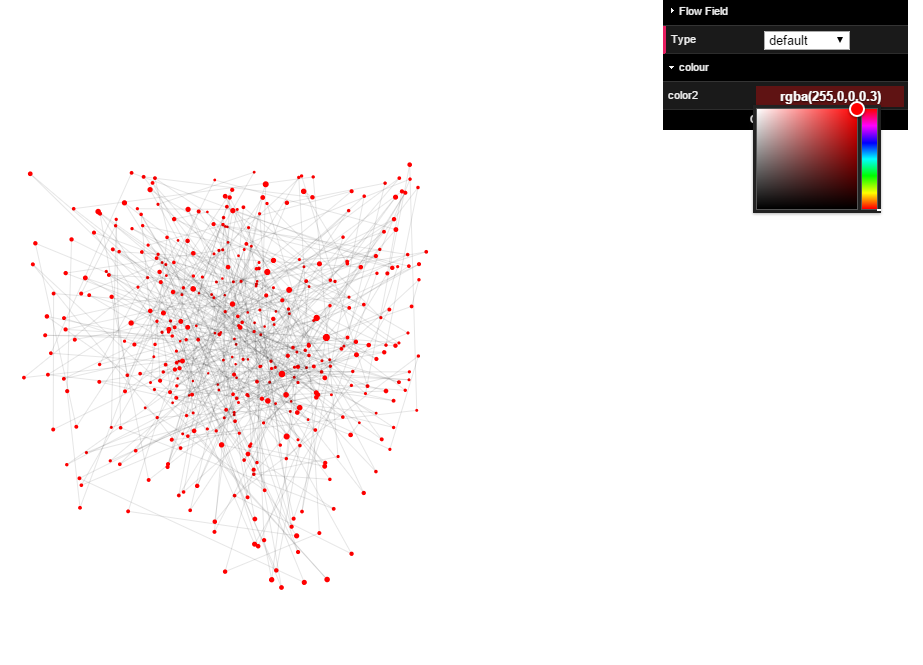 Flow Field
Type
default
colour
color2
rgba(255,0,0,0.3)